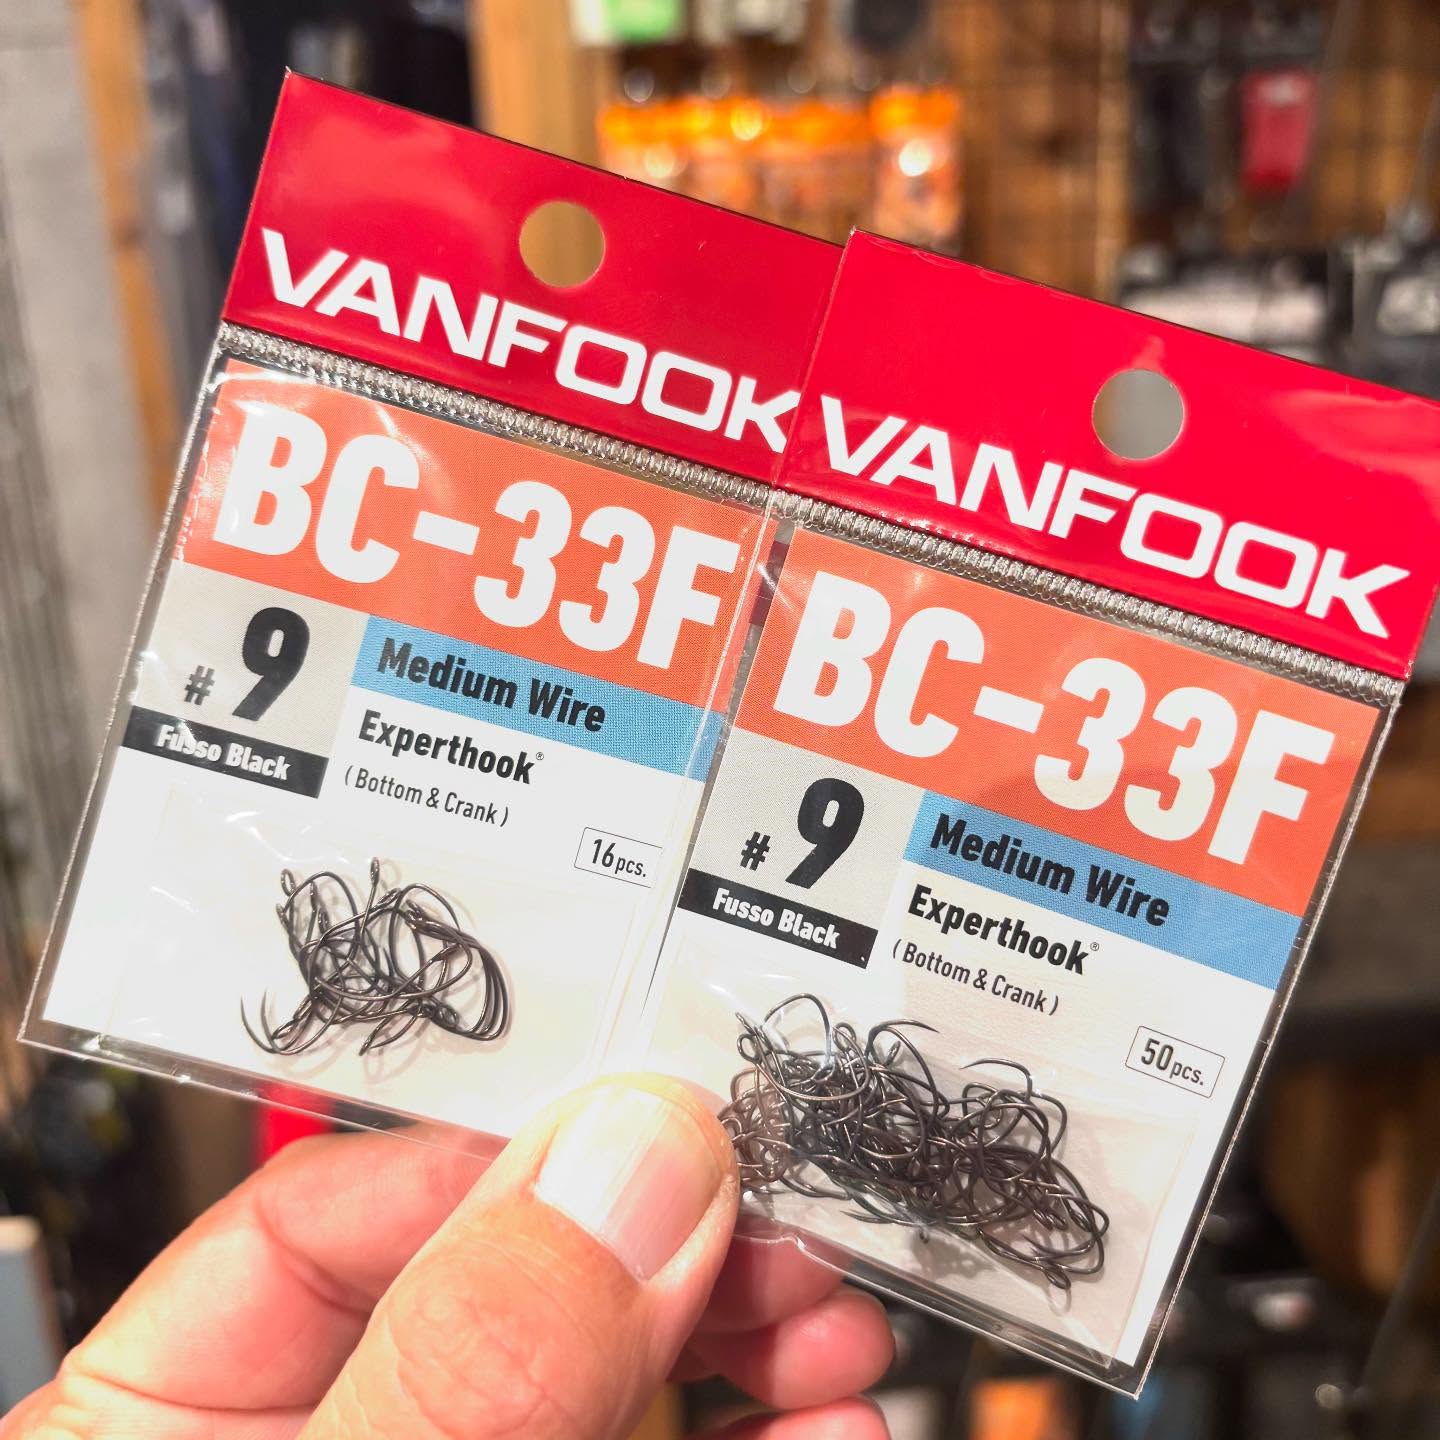 VANFOOK
BC-33F
#9
Medium Wire
Fusso Black
Experthook®
(Bottom & Crank)
16pcs.
VANFOOK
BC-33F
#9
Medium Wire
Fusso Black
Experthook®
(Bottom & Crank)
50pcs.